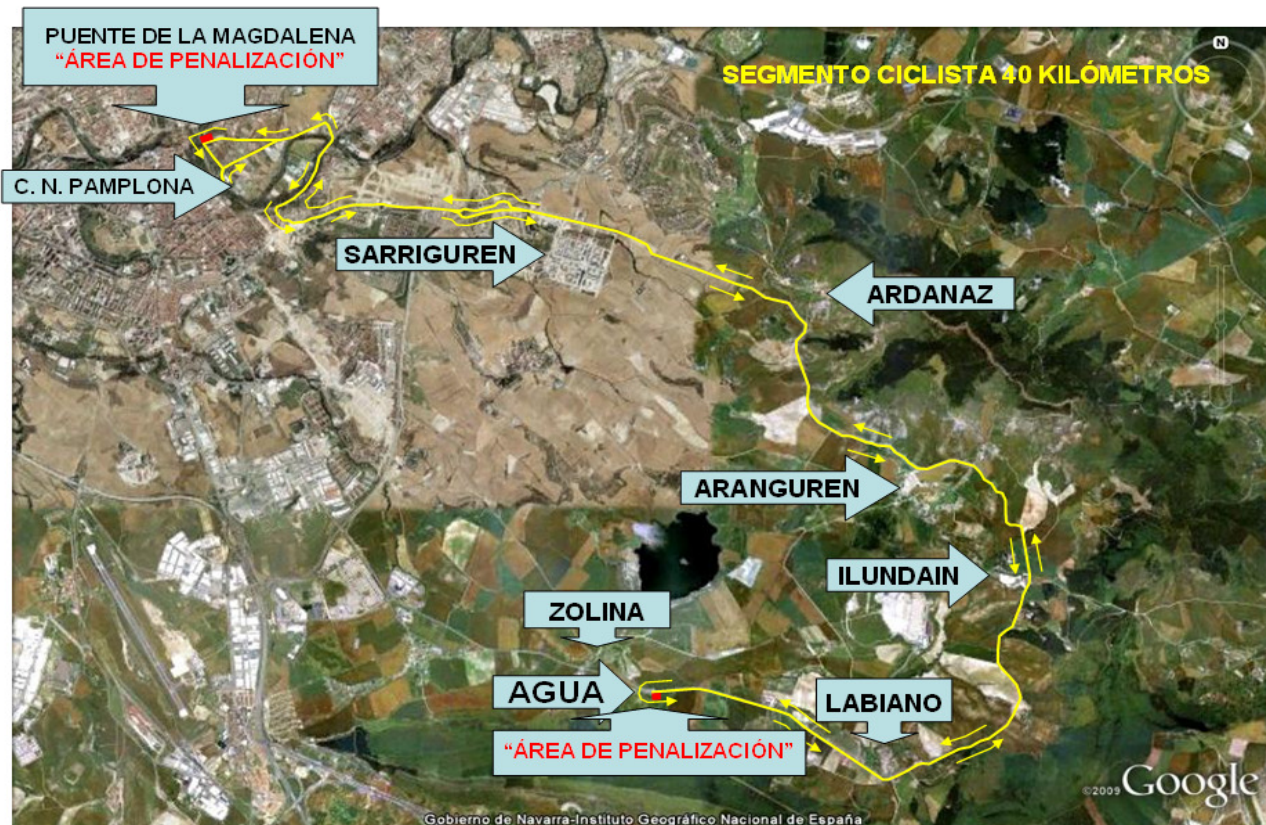 PUENTE DE LA MAGDALENA
“ÁREA DE PENALIZACIÓN”
N
SEGMENTO CICLISTA 40 KILÓMETROS
C. N. PAMPLONA
SARRIGUREN
ARDANAZ
ARANGUREN
ILUNDAIN
ZOLINA
AGUA
LABIANO
“ÁREA DE PENALIZACIÓN”
©2009 Google
Gobierno de Navarra-Instituto Geográfico Nacional de España